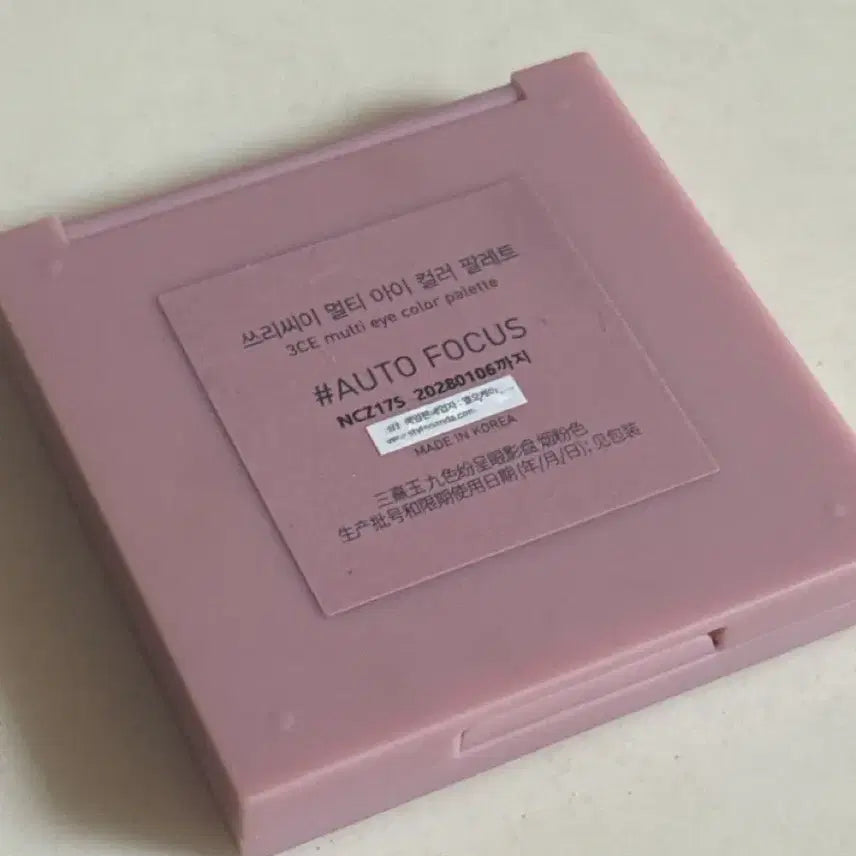 쓰리씨이 멀티 아이 컬러 팔레트
3CE multi eye color palette
#AUTO FOCUS
NCZ17S 20280106까지
MADE IN KOREA
三熹玉九色纷呈眼影盘 烟粉色
生产批号和限期使用日期(年/月/日): 见包装